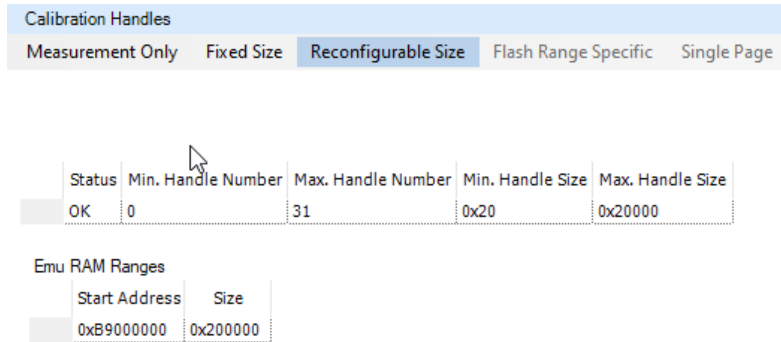 Calibration Handles
Measurement Only Fixed Size Reconfigurable Size Flash Range Specific Single Page
Status Min. Handle Number Max. Handle Number Min. Handle Size Max. Handle Size
OK 0 31 0x20 0x20000
Emu RAM Ranges
Start Address Size
0xB9000000 0x200000